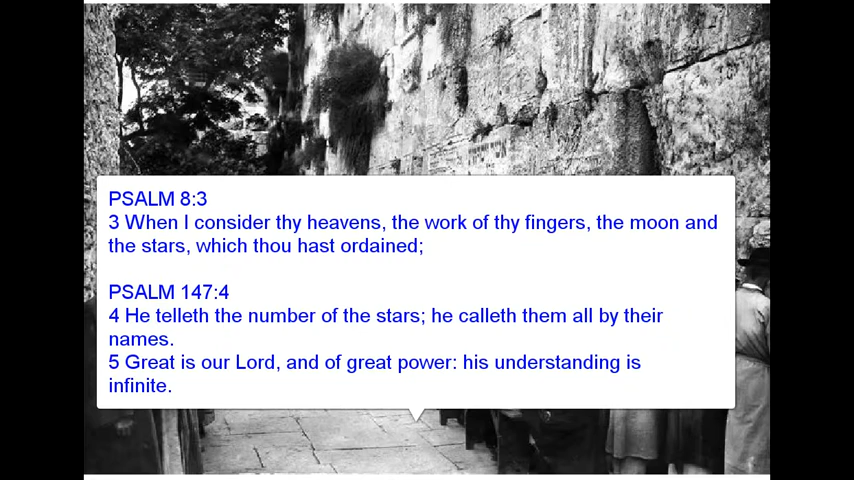 PSALM 8:3
3 When I consider thy heavens, the work of thy fingers, the moon and
the stars, which thou hast ordained;
PSALM 147:4
4 He telleth the number of the stars; he calleth them all by their
names.
5 Great is our Lord, and of great power: his understanding is
infinite.